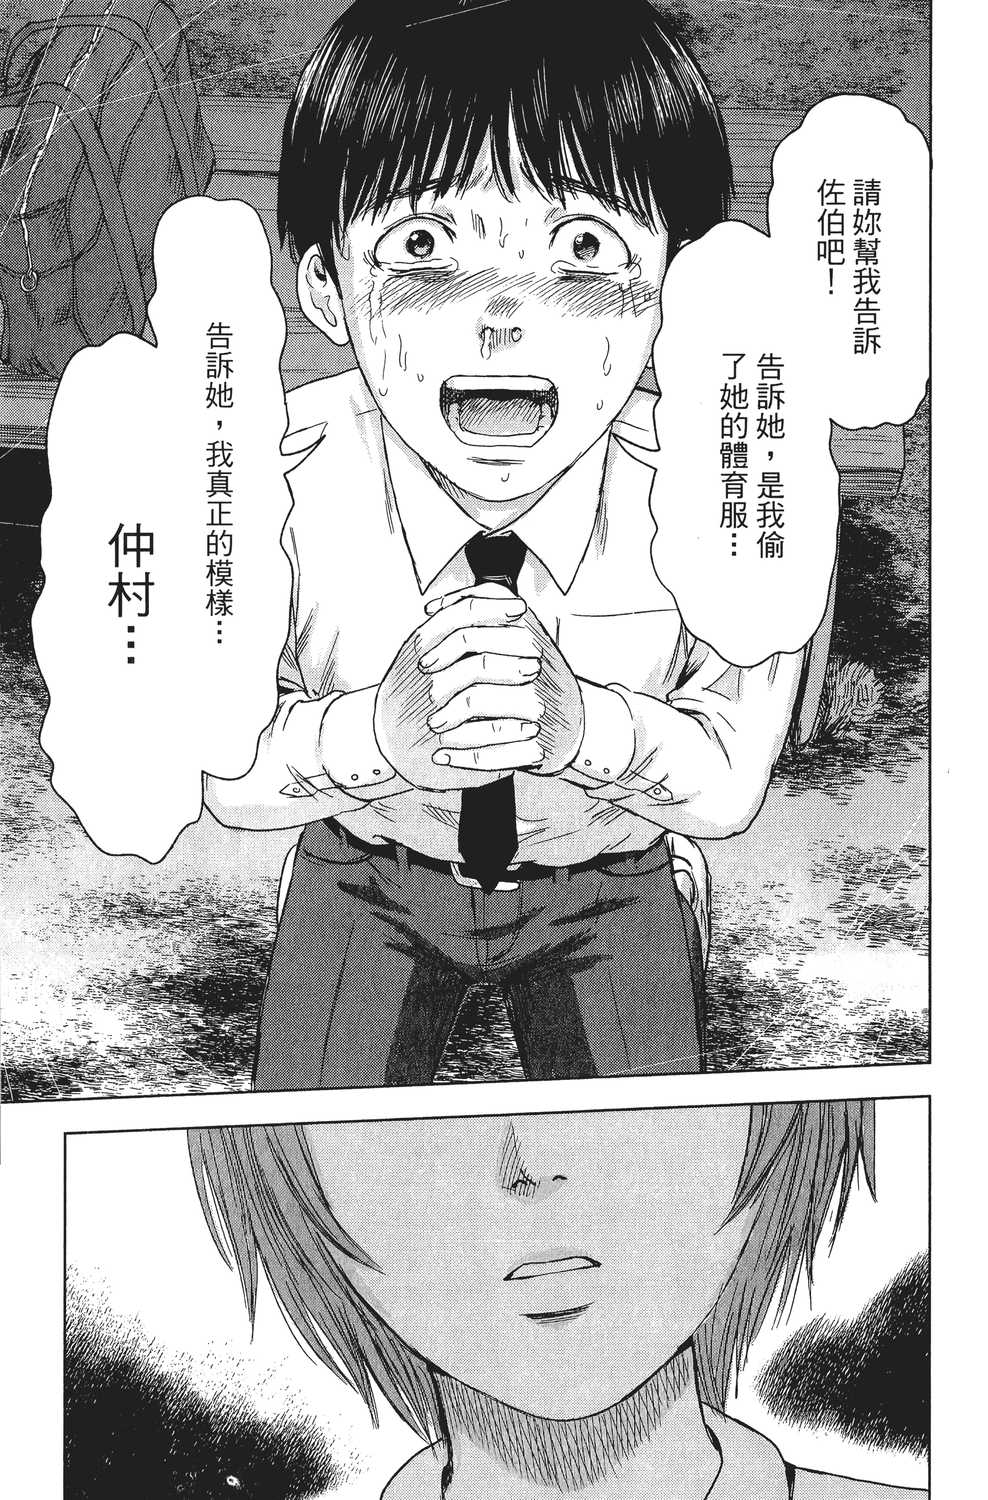 請妳幫我告訴
佐伯吧！
告訴她，是我偷
了她的體育服…
告訴她，我真正的模樣…
仲村…